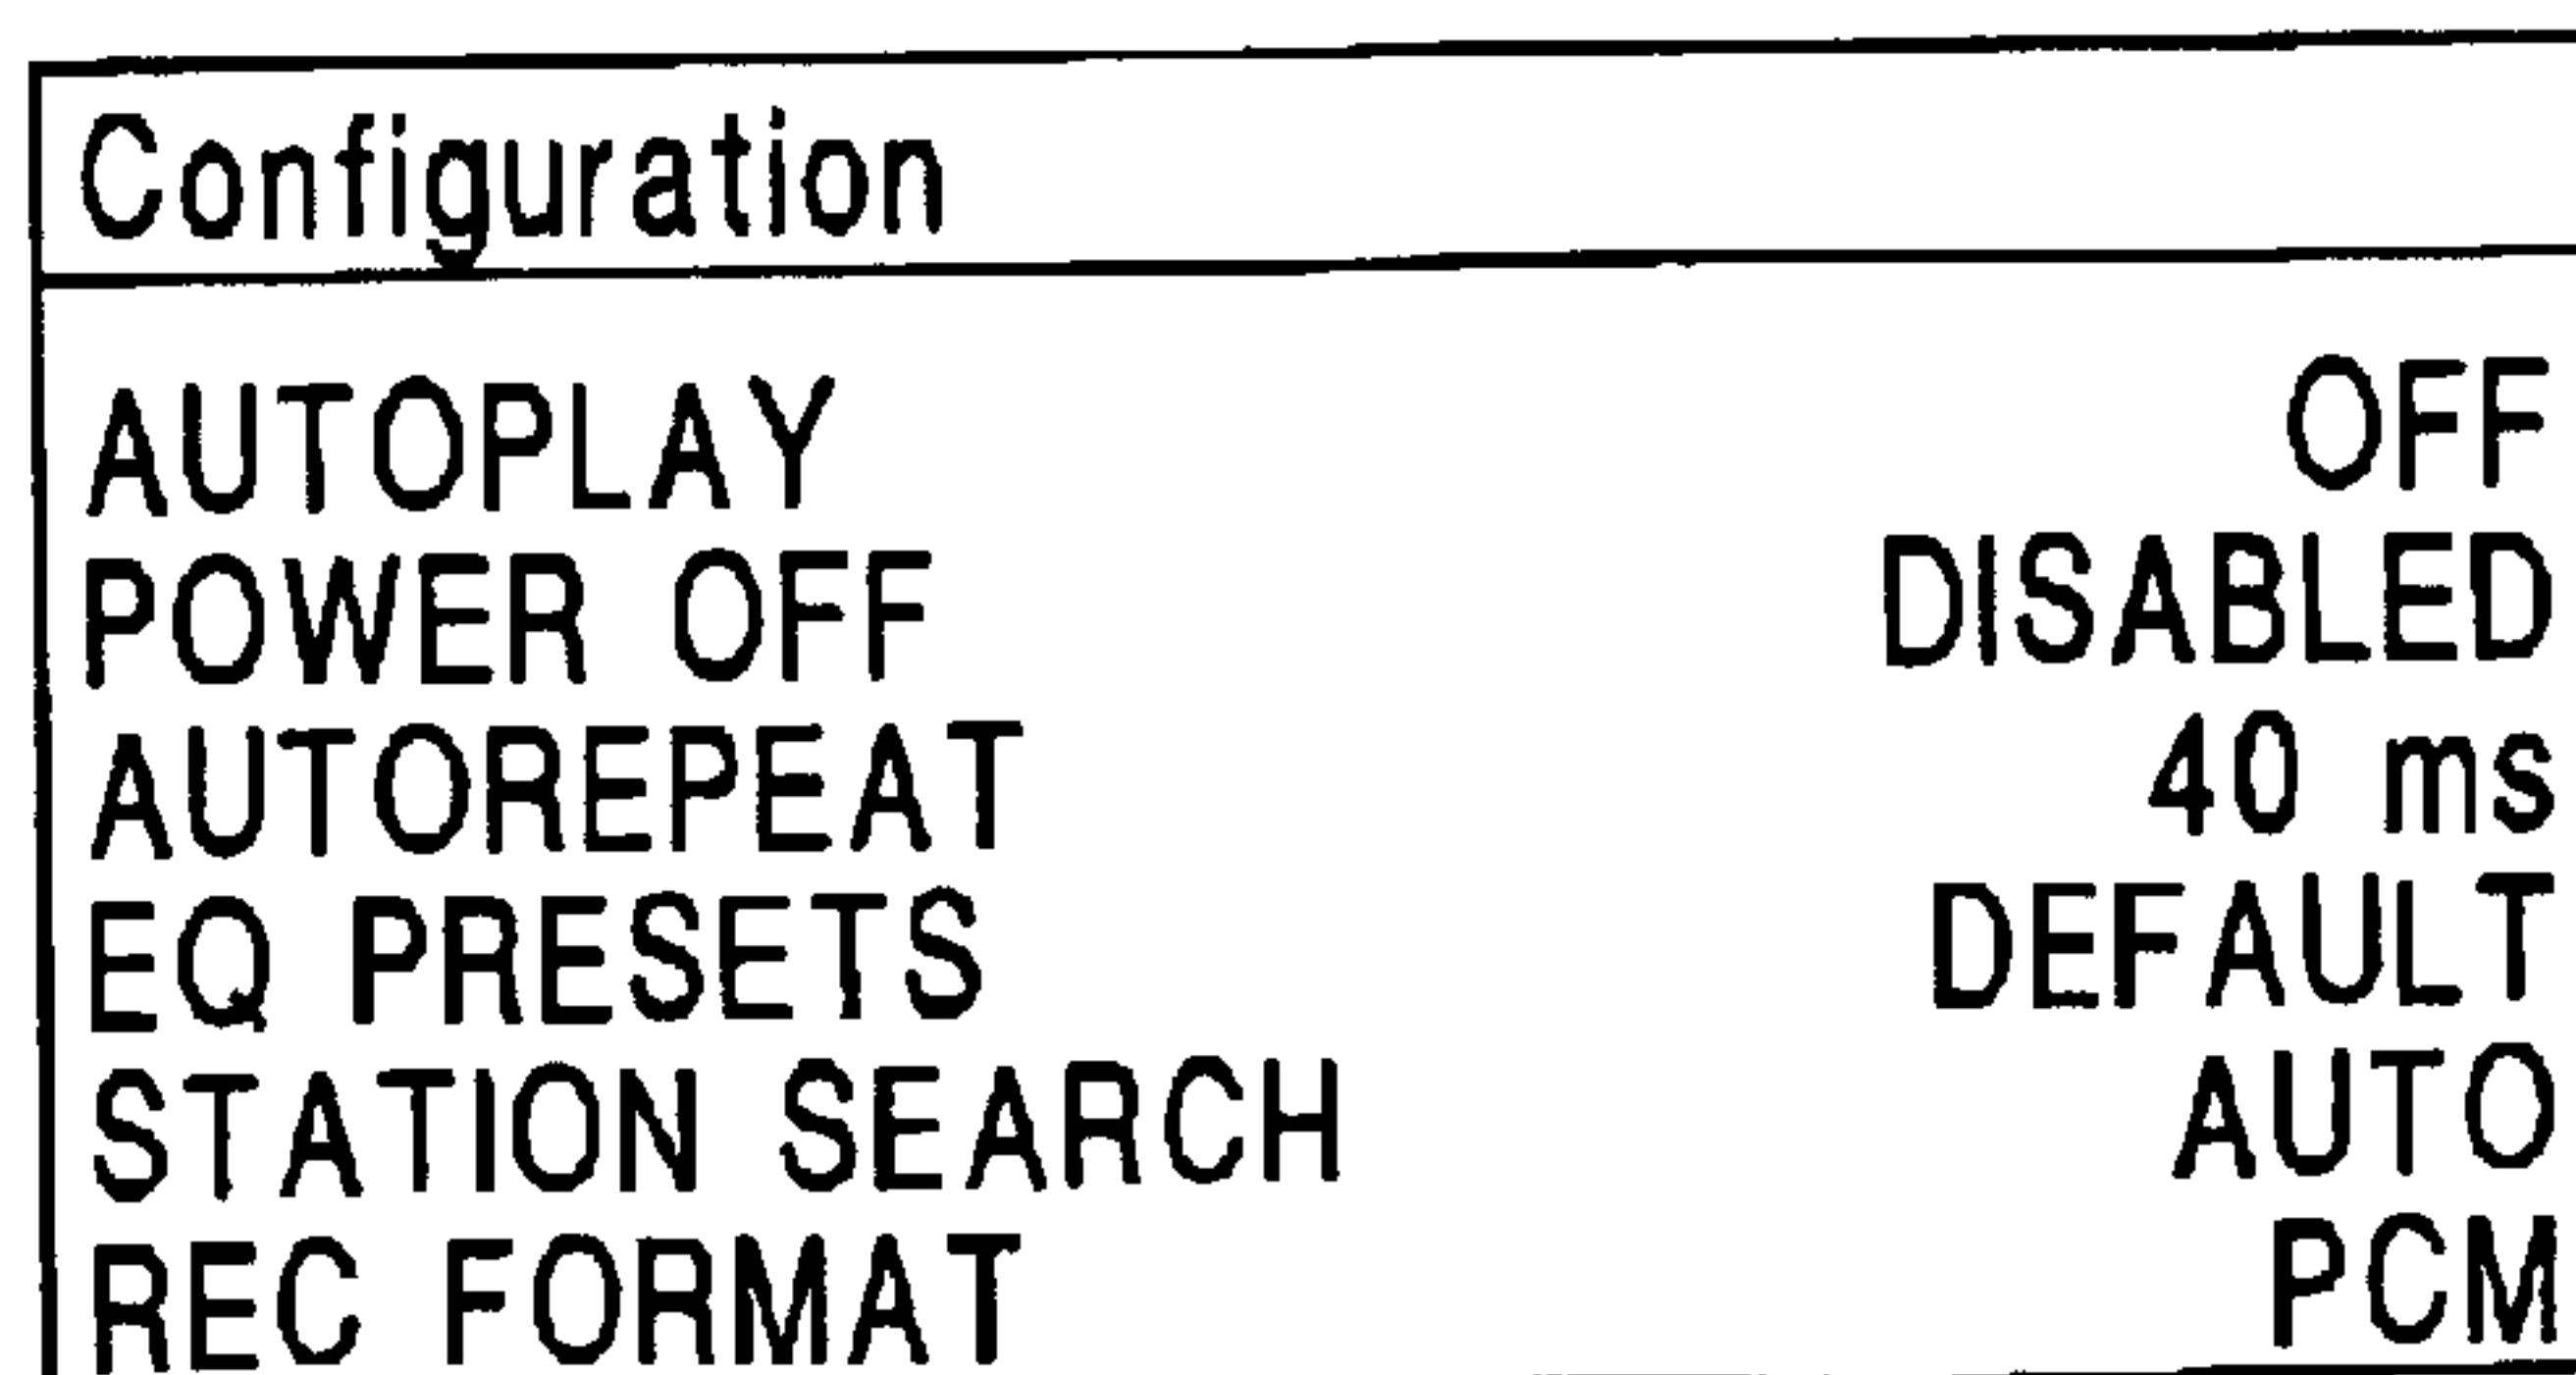 Configuration
AUTOPLAY OFF
POWER OFF DISABLED
AUTOREPEAT 40 ms
EQ PRESETS DEFAULT
STATION SEARCH AUTO
REC FORMAT PCM